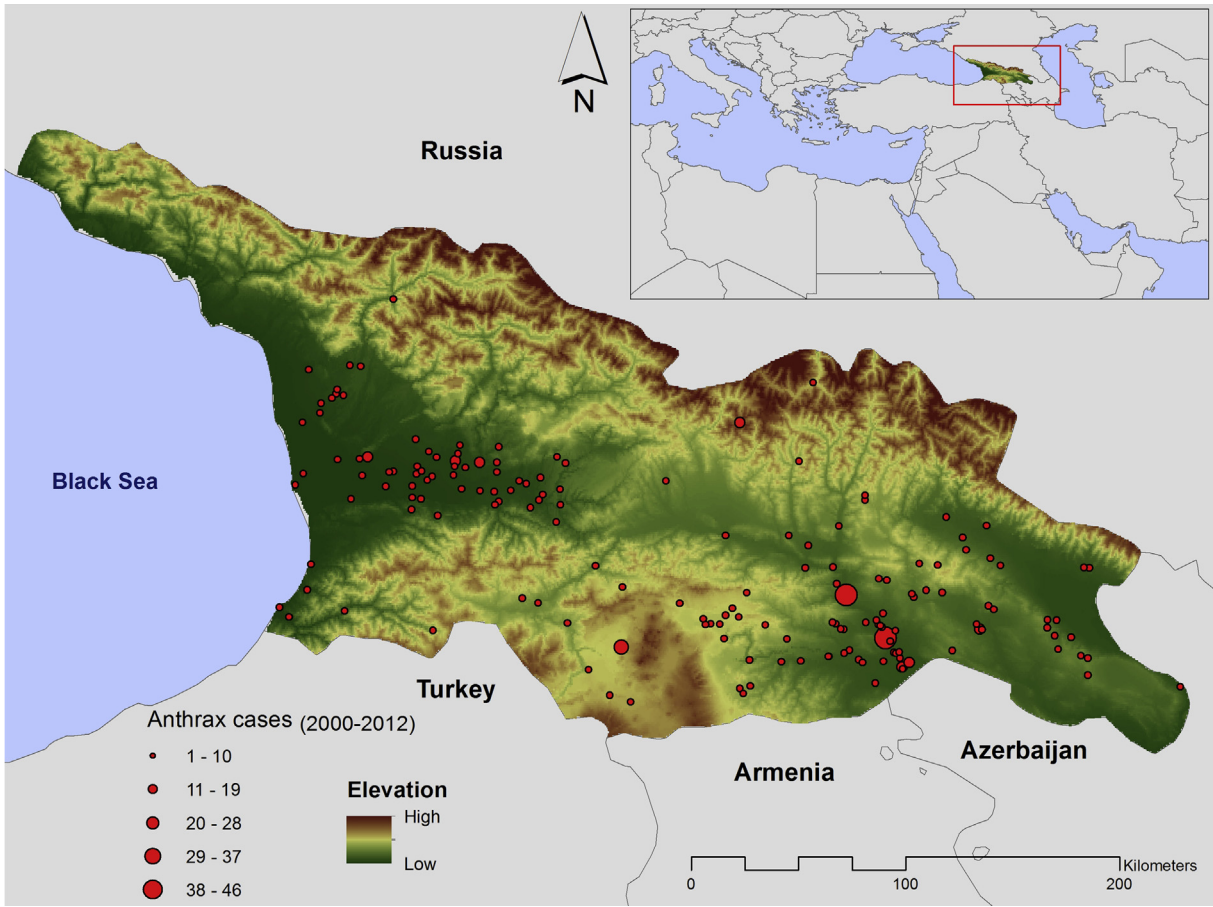 N
Russia
Black Sea
Turkey
Armenia
Azerbaijan
Anthrax cases (2000-2012)
1 - 10
11 - 19
20 - 28
29 - 37
38 - 46
Elevation
High
Low
Kilometers
0 100 200